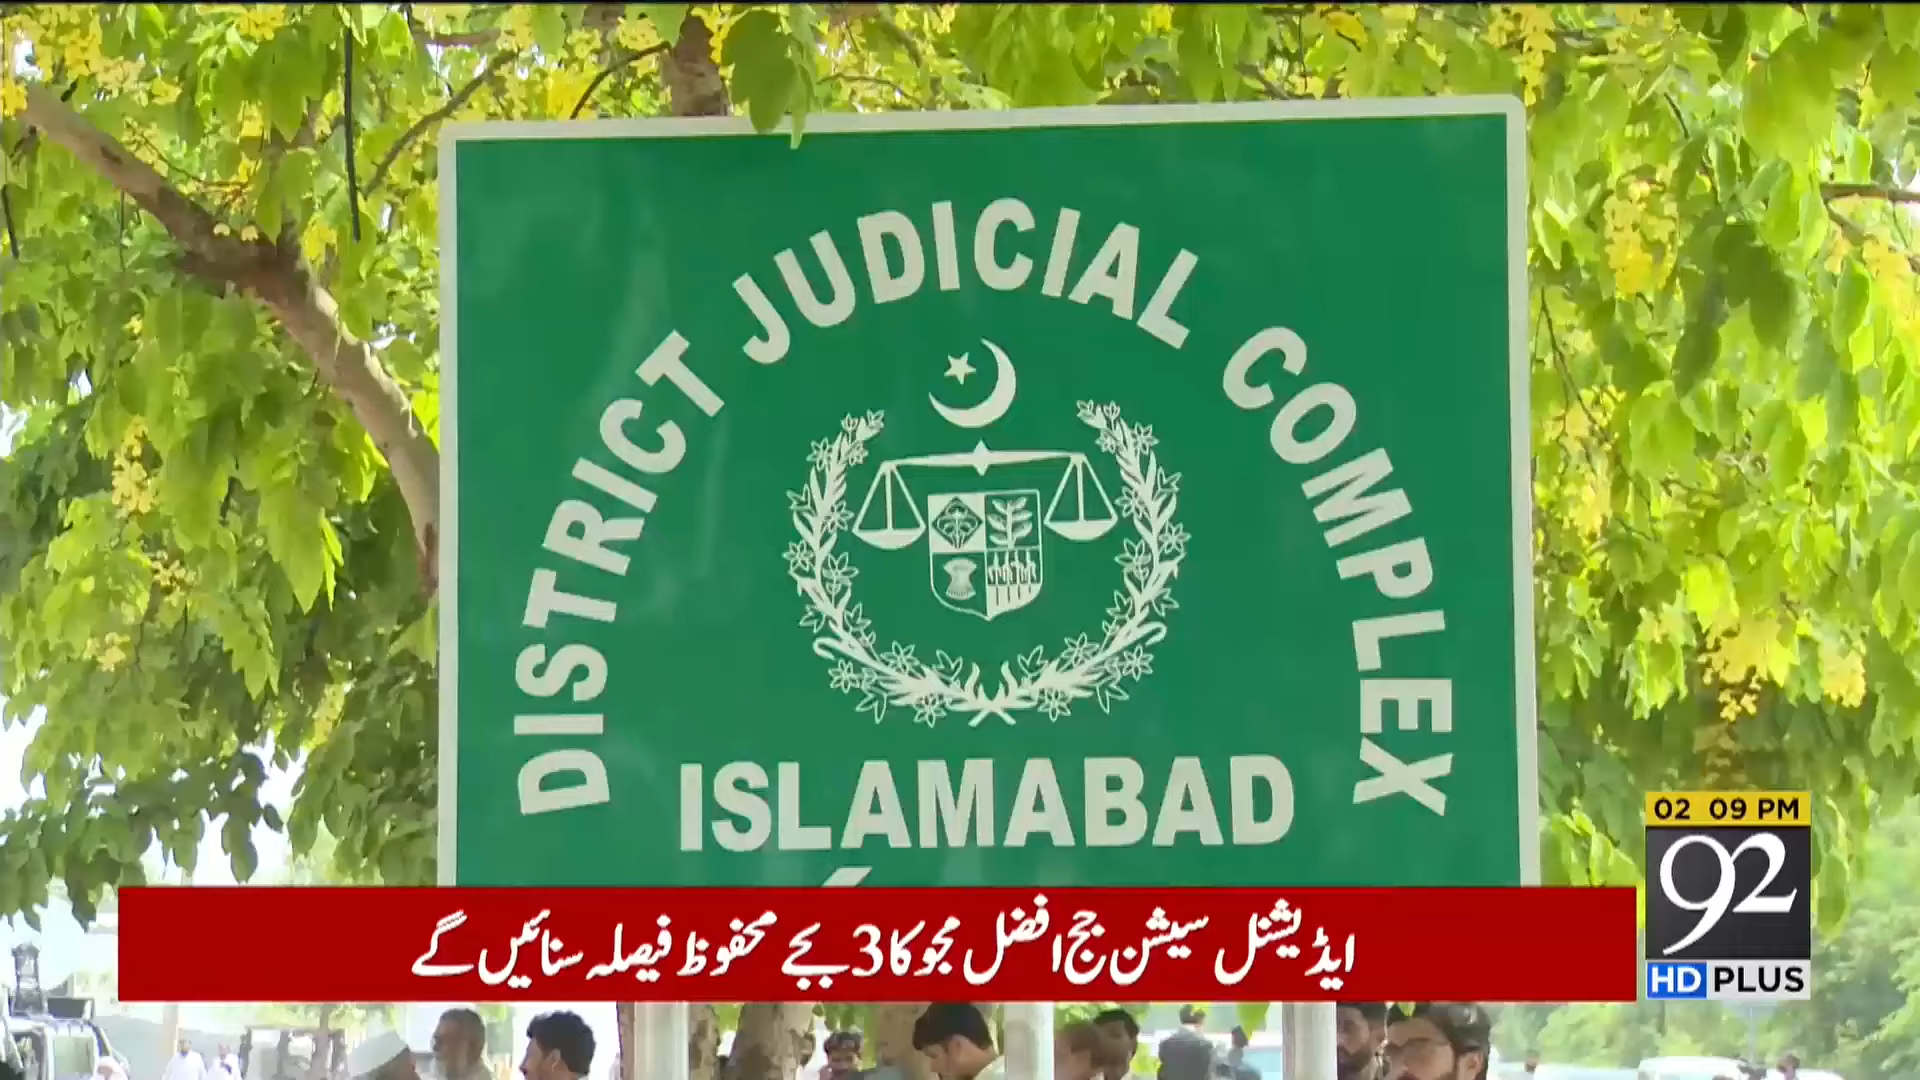 DISTRICT JUDICIAL COMPLEX
ISLAMABAD
02 09 PM
92
HD PLUS
ایڈیشنل سیشن جج افضل مجوکا 3 بجے محفوظ فیصلہ سنائیں گے